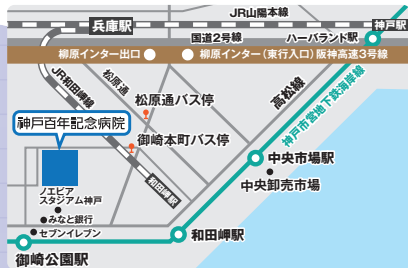 JR山陽本線
兵庫駅
神戸駅
国道2号線
ハーバーランド駅
柳原インター出口
柳原インター(東行入口)
阪神高速3号線
JR和田岬線
松原通
高松線
神戸市営地下鉄海岸線
松原通バス停
神戸百年記念病院
御崎本町バス停
中央市場駅
和田岬駅
中央卸売市場
ノエビア
スタジアム神戸
みなと銀行
セブンイレブン
和田岬駅
御崎公園駅